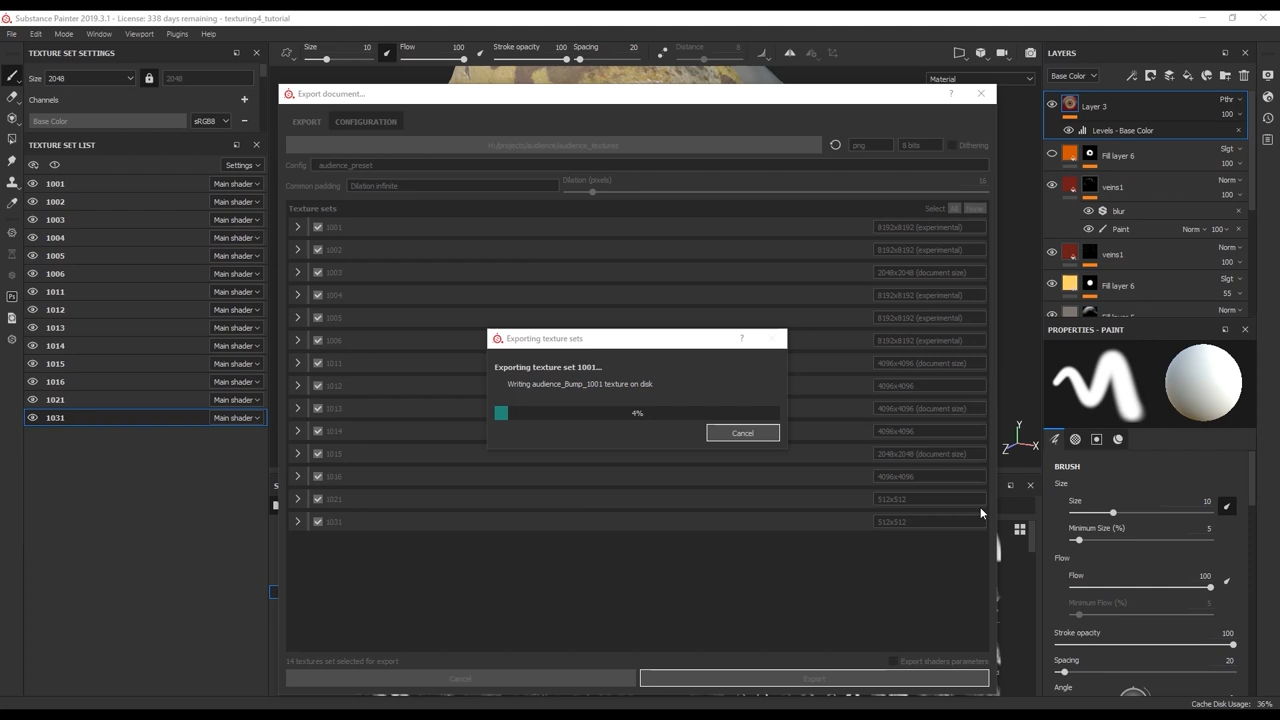 Substance Painter 2019.3.1 - License: 338 days remaining - texturing4_tutorial
File Edit Mode Window Viewport Plugins Help
TEXTURE SET SETTINGS
Size 2048 2048
Channels
Base Color sRGB8
TEXTURE SET LIST
Settings
1001 Main shader
1002 Main shader
1003 Main shader
1004 Main shader
1005 Main shader
1006 Main shader
1011 Main shader
1012 Main shader
1013 Main shader
1014 Main shader
1015 Main shader
1016 Main shader
1021 Main shader
1031 Main shader
Size 10 Flow 100 Stroke opacity 100 Spacing 20 Distance 8
Material
Export document...
EXPORT CONFIGURATION
H:/projects/audience/audience_textures png 8 bits Dithering
Config audience_preset
Common padding Dilation infinite Dilation (pixels) 16
Texture sets Select All None
1001 8192x8192 (experimental)
1002 8192x8192 (experimental)
1003 2048x2048 (document size)
1004 8192x8192 (experimental)
1005 8192x8192 (experimental)
1006 8192x8192 (experimental)
1011 4096x4096 (document size)
1012 4096x4096
1013 4096x4096 (document size)
1014 4096x4096
1015 2048x2048 (document size)
1016 4096x4096
1021 512x512
1031 512x512
Exporting texture sets
Exporting texture set 1001...
Writing audience_Bump_1001 texture on disk
4%
Cancel
14 textures set selected for export Export shaders parameters
Cancel Export
Y
Z X
LAYERS
Base Color
Layer 3 Pthr 100
Levels - Base Color
Fill layer 6 Slgt 100
veins1 Norm 100
blur
Paint Norm 100
veins1 Norm 100
Fill layer 6 Slgt 55
PROPERTIES - PAINT
BRUSH
Size
Size 10
Minimum Size (%) 5
Flow
Flow 100
Minimum Flow (%) 5
Stroke opacity 100
Spacing 20
Angle
Cache Disk Usage: 36%